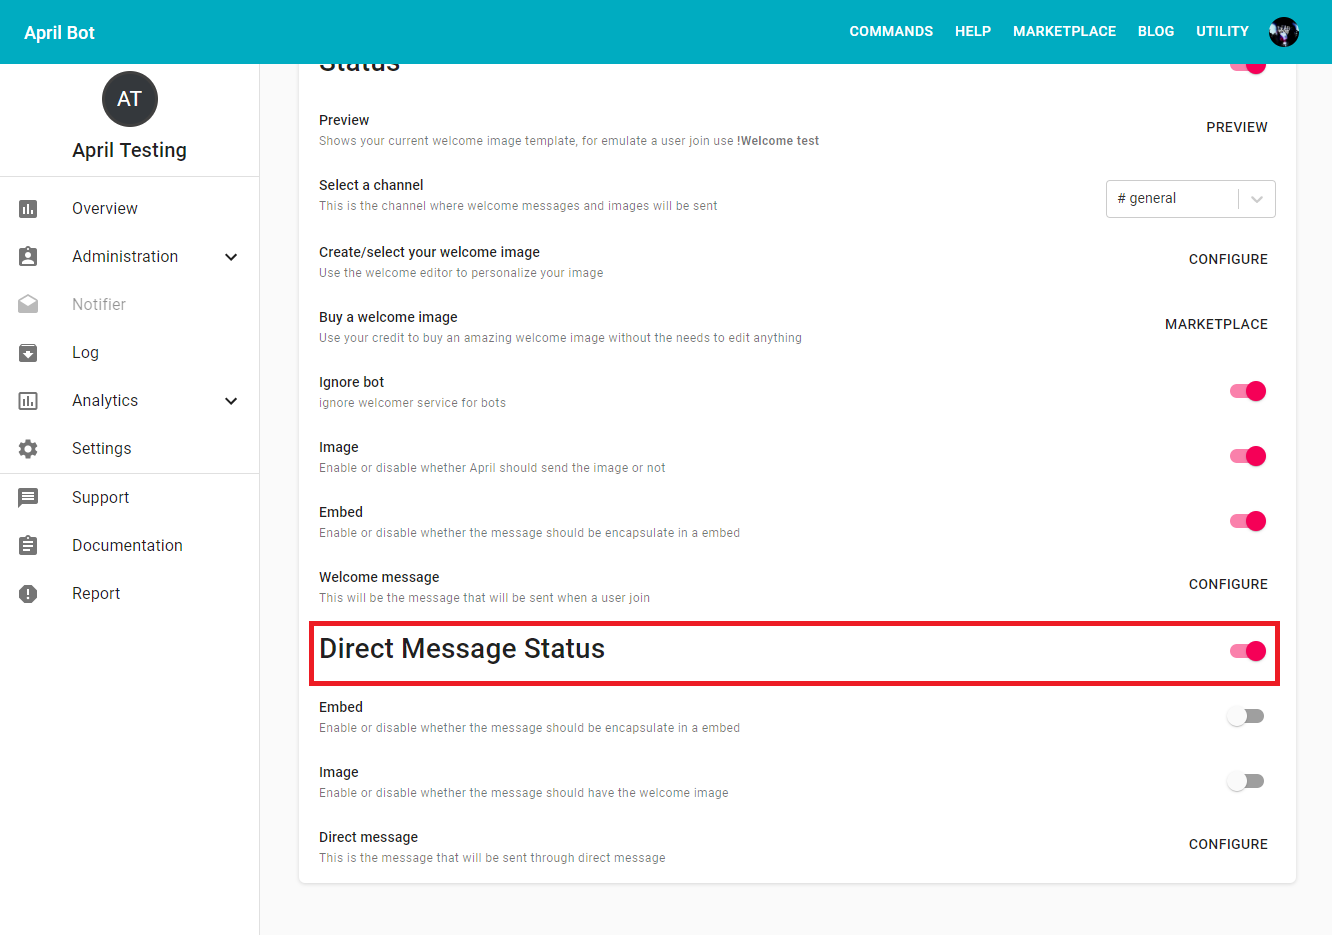 April Bot
COMMANDS HELP MARKETPLACE BLOG UTILITY
AT
April Testing
Overview
Administration
Notifier
Log
Analytics
Settings
Support
Documentation
Report
Status
Preview
Shows your current welcome image template, for emulate a user join use !Welcome test
PREVIEW
Select a channel
This is the channel where welcome messages and images will be sent
# general
Create/select your welcome image
Use the welcome editor to personalize your image
CONFIGURE
Buy a welcome image
Use your credit to buy an amazing welcome image without the needs to edit anything
MARKETPLACE
Ignore bot
ignore welcomer service for bots
Image
Enable or disable whether April should send the image or not
Embed
Enable or disable whether the message should be encapsulate in a embed
Welcome message
This will be the message that will be sent when a user join
CONFIGURE
Direct Message Status
Embed
Enable or disable whether the message should be encapsulate in a embed
Image
Enable or disable whether the message should have the welcome image
Direct message
This is the message that will be sent through direct message
CONFIGURE